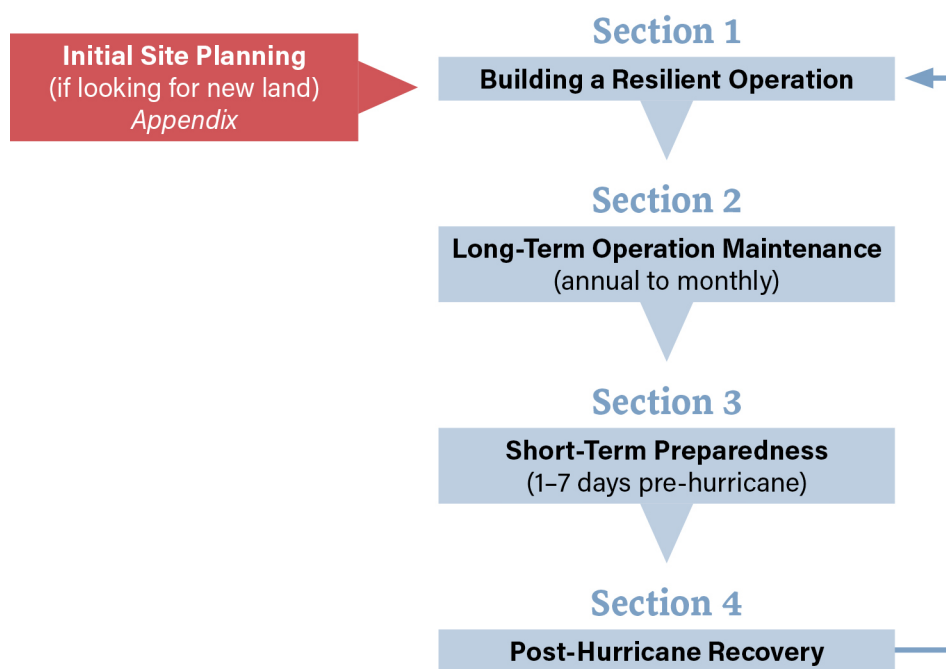 Initial Site Planning
(if looking for new land)
Appendix
Section 1
Building a Resilient Operation
Section 2
Long-Term Operation Maintenance
(annual to monthly)
Section 3
Short-Term Preparedness
(1–7 days pre-hurricane)
Section 4
Post-Hurricane Recovery